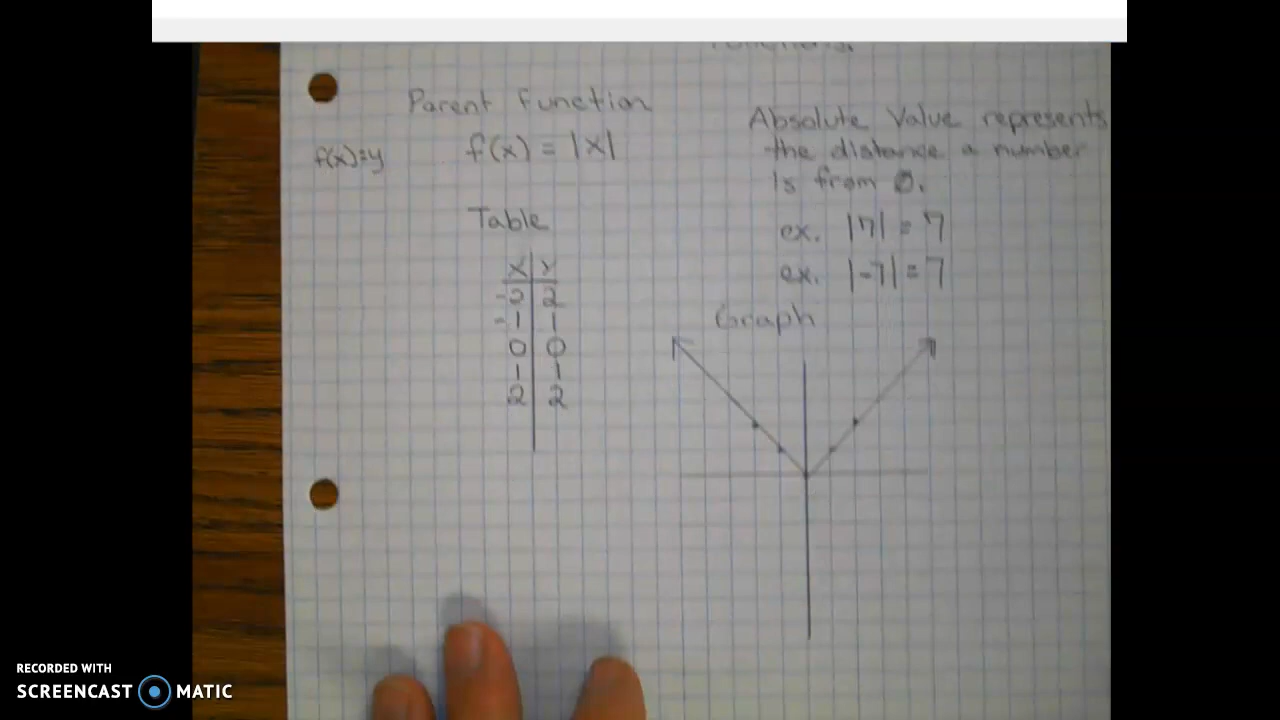 functions.
Parent function
f(x)=y
f(x) = |x|
Absolute Value represents
the distance a number
is from 0.
ex. |7| = 7
ex. |-7| = 7
Table
X Y
-2 2
-1 1
0 0
1 1
2 2
Graph
RECORDED WITH
SCREENCAST MATIC